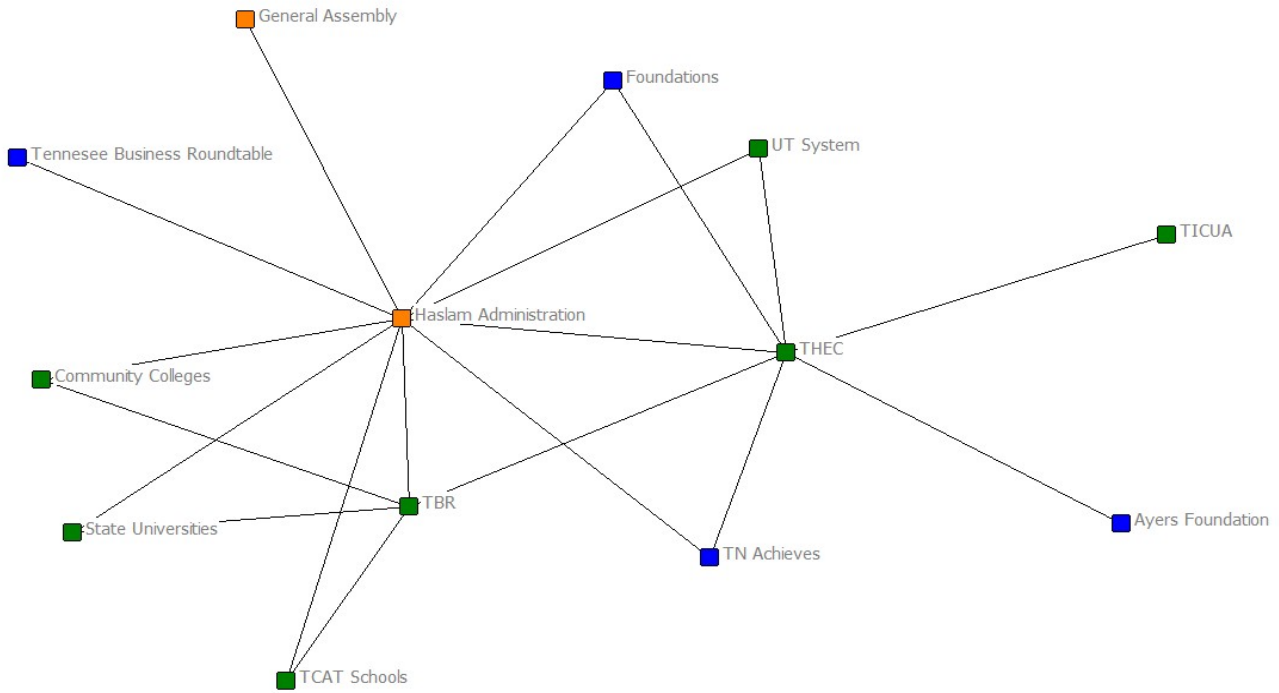 General Assembly
Foundations
UT System
Tennesee Business Roundtable
TICUA
Haslam Administration
THEC
Community Colleges
TBR
Ayers Foundation
State Universities
TN Achieves
TCAT Schools